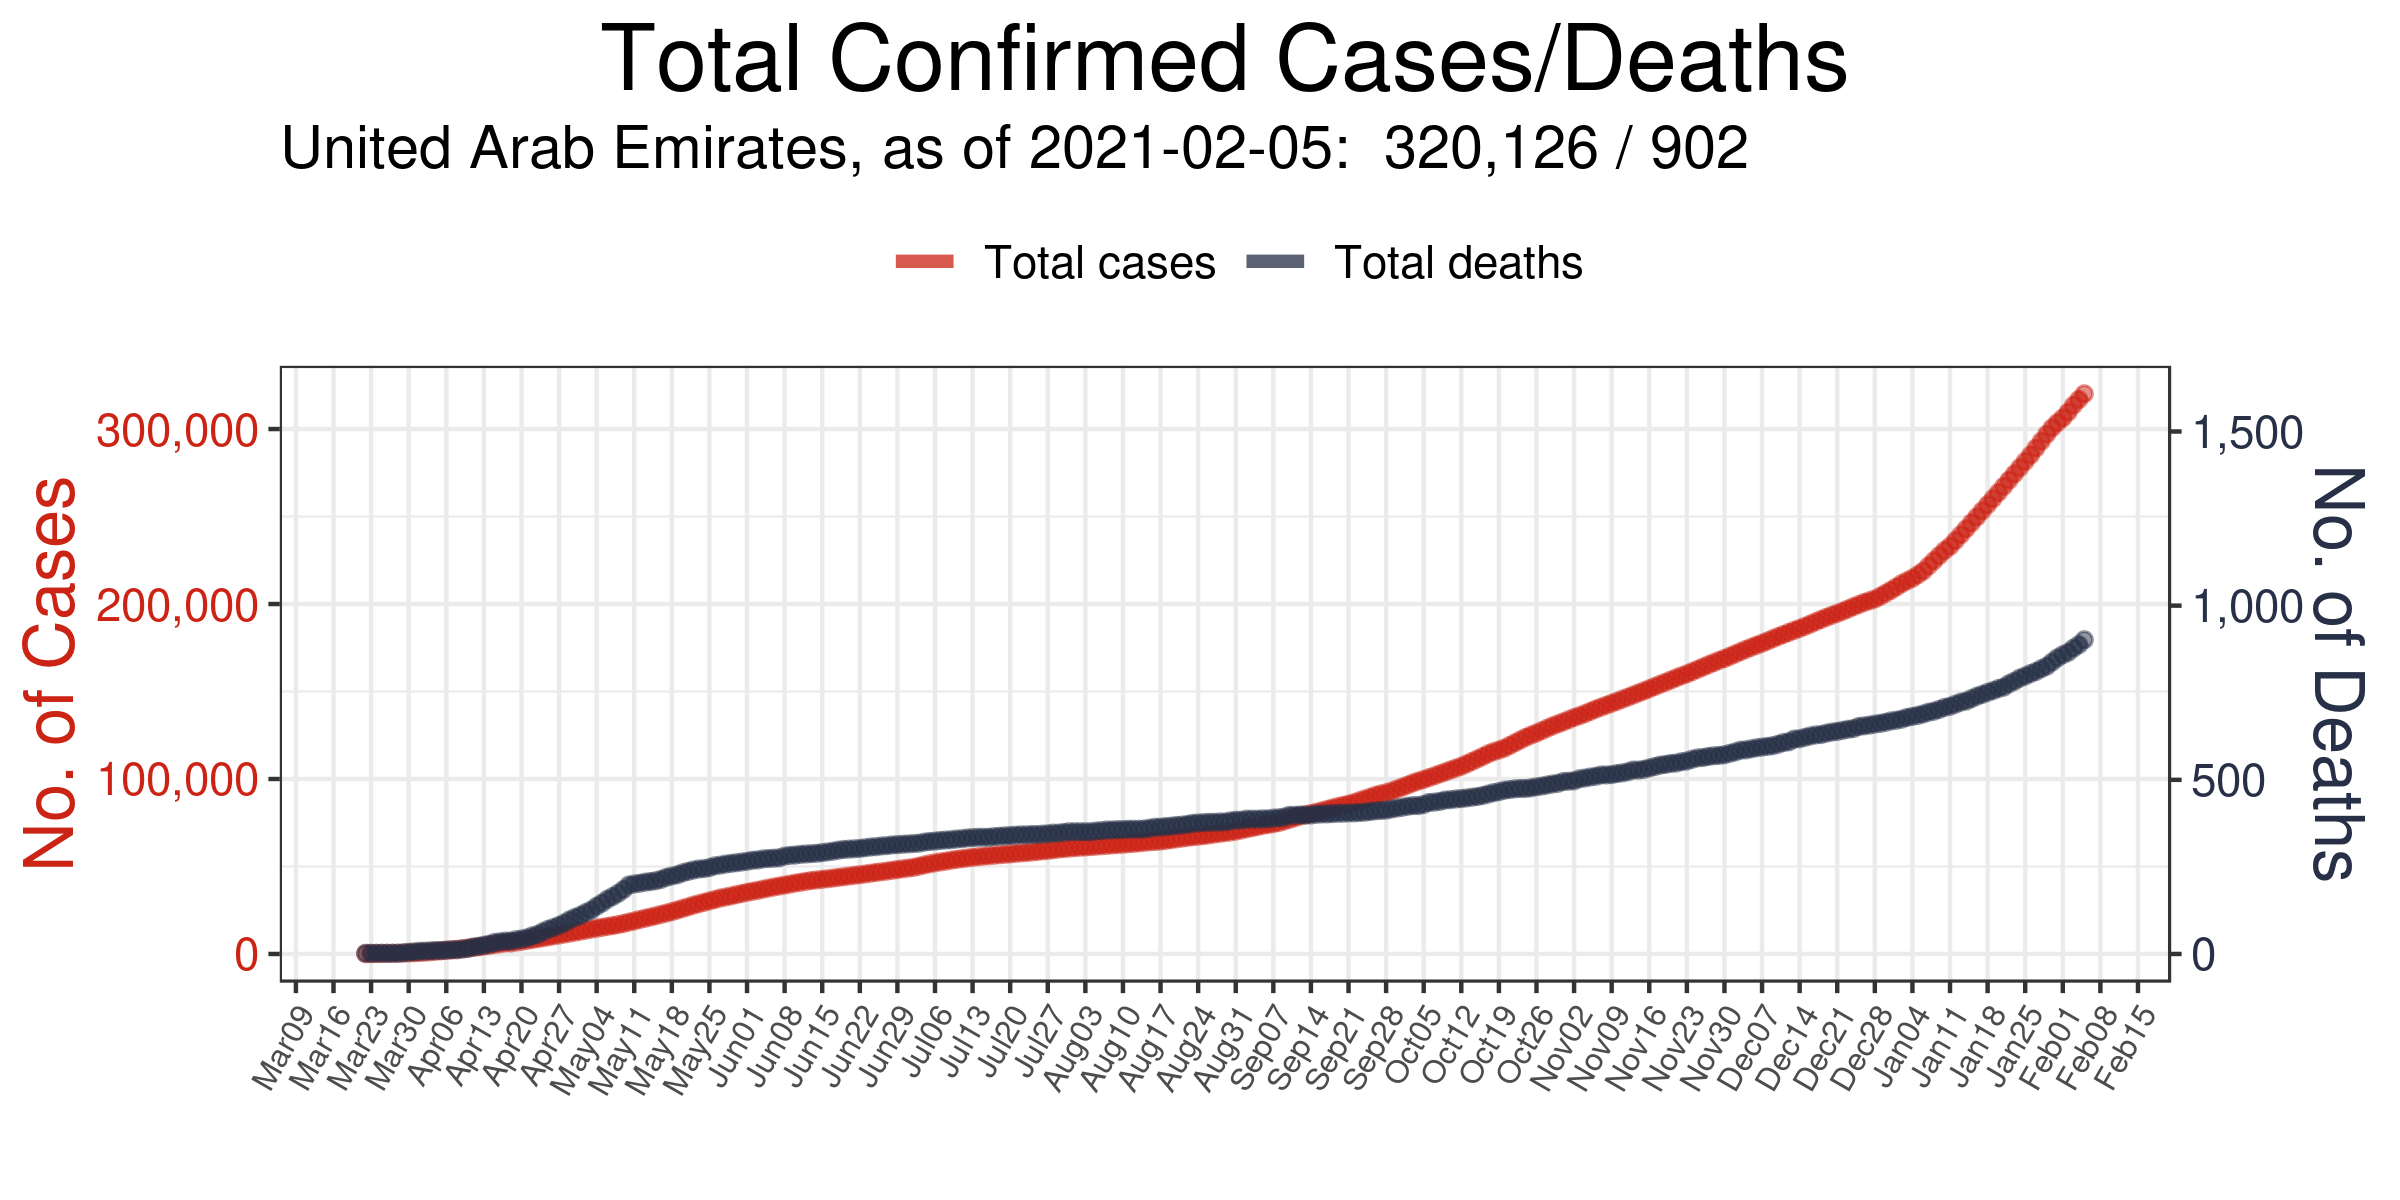 Total Confirmed Cases/Deaths
United Arab Emirates, as of 2021-02-05:  320,126 / 902
Total cases
Total deaths
No. of Cases
300,000
200,000
100,000
0
1,500
1,000
500
0
No. of Deaths
Mar09
Mar16
Mar23
Mar30
Apr06
Apr13
Apr20
Apr27
May04
May11
May18
May25
Jun01
Jun08
Jun15
Jun22
Jun29
Jul06
Jul13
Jul20
Jul27
Aug03
Aug10
Aug17
Aug24
Aug31
Sep07
Sep14
Sep21
Sep28
Oct05
Oct12
Oct19
Oct26
Nov02
Nov09
Nov16
Nov23
Nov30
Dec07
Dec14
Dec21
Dec28
Jan04
Jan11
Jan18
Jan25
Feb01
Feb08
Feb15